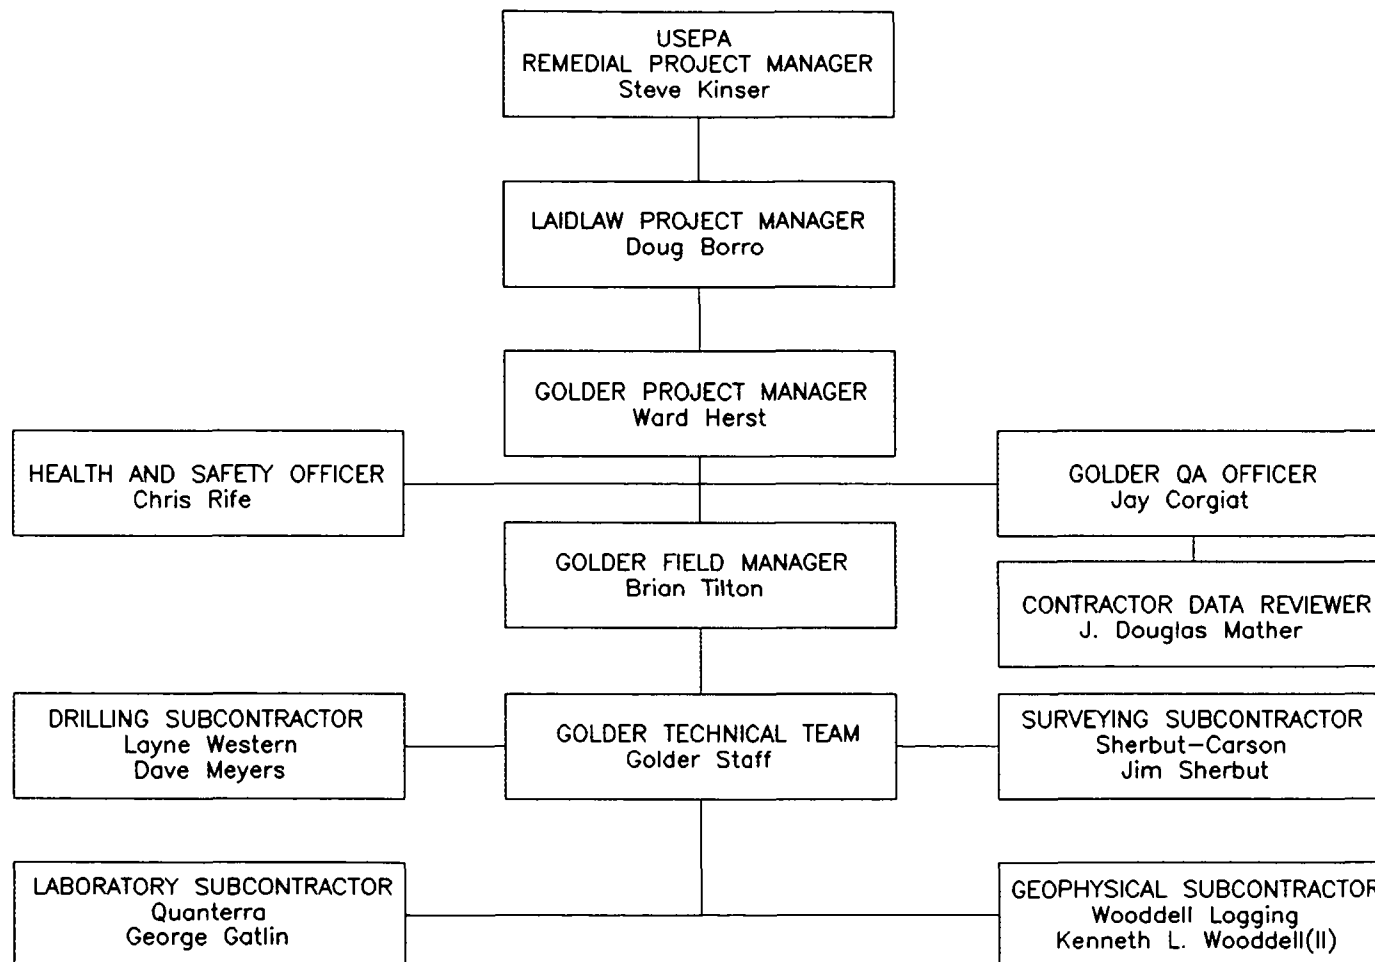 USEPA
REMEDIAL PROJECT MANAGER
Steve Kinser
LAIDLAW PROJECT MANAGER
Doug Borro
GOLDER PROJECT MANAGER
Ward Herst
HEALTH AND SAFETY OFFICER
Chris Rife
GOLDER QA OFFICER
Jay Corgiat
GOLDER FIELD MANAGER
Brian Tilton
CONTRACTOR DATA REVIEWER
J. Douglas Mather
DRILLING SUBCONTRACTOR
Layne Western
Dave Meyers
GOLDER TECHNICAL TEAM
Golder Staff
SURVEYING SUBCONTRACTOR
Sherbut-Carson
Jim Sherbut
LABORATORY SUBCONTRACTOR
Quanterra
George Gatlin
GEOPHYSICAL SUBCONTRACTOR
Wooddell Logging
Kenneth L. Wooddell(II)